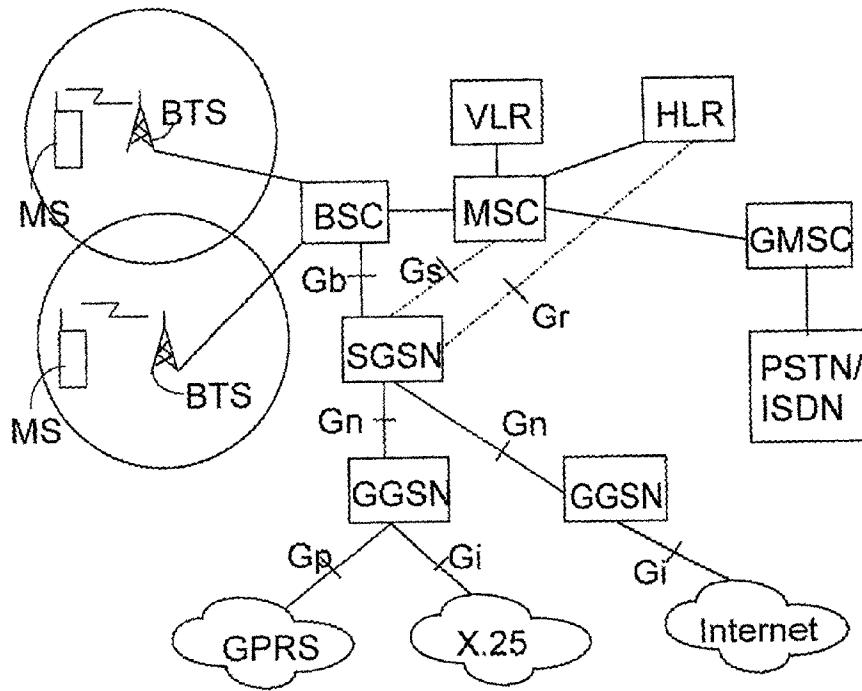 BTS
VLR
HLR
MS
BSC
MSC
GMSC
Gb
Gs
Gr
SGSN
BTS
MS
PSTN/
ISDN
Gn
Gn
GGSN
GGSN
Gp
Gi
Gi
GPRS
X.25
Internet